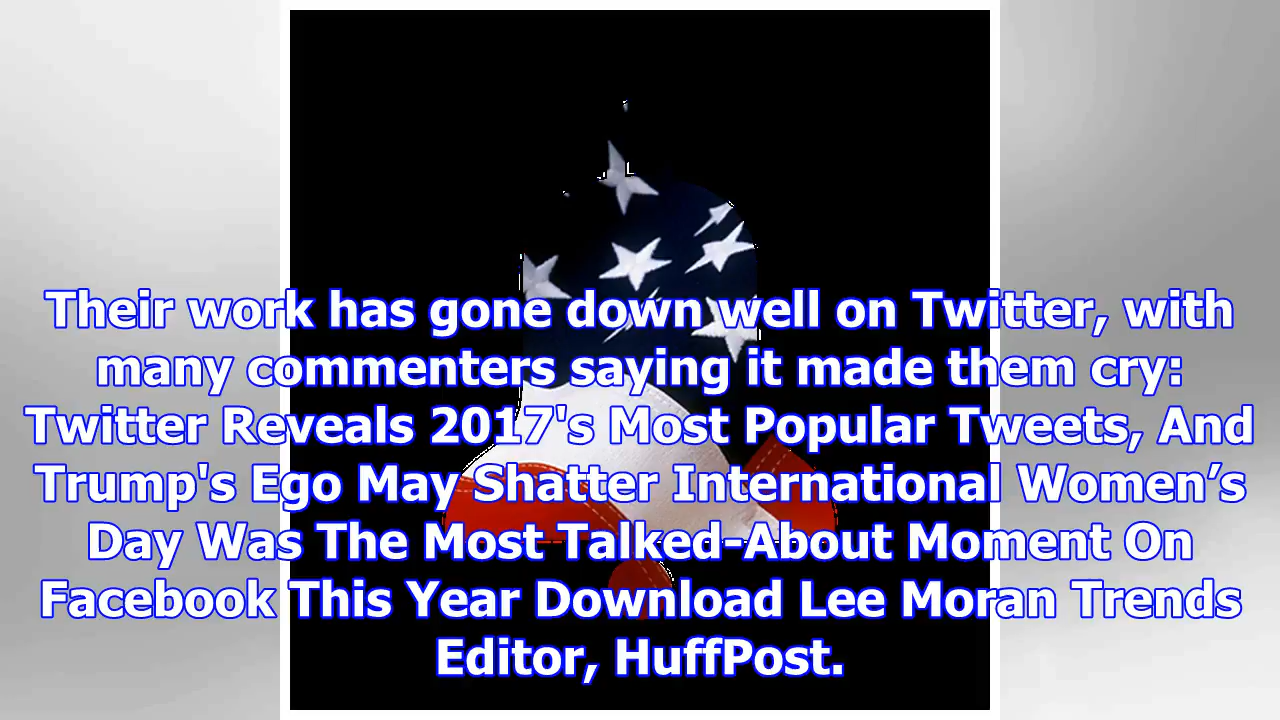 Their work has gone down well on Twitter, with
many commenters saying it made them cry:
Twitter Reveals 2017's Most Popular Tweets, And
Trump's Ego May Shatter International Women’s
Day Was The Most Talked-About Moment On
Facebook This Year Download Lee Moran Trends
Editor, HuffPost.